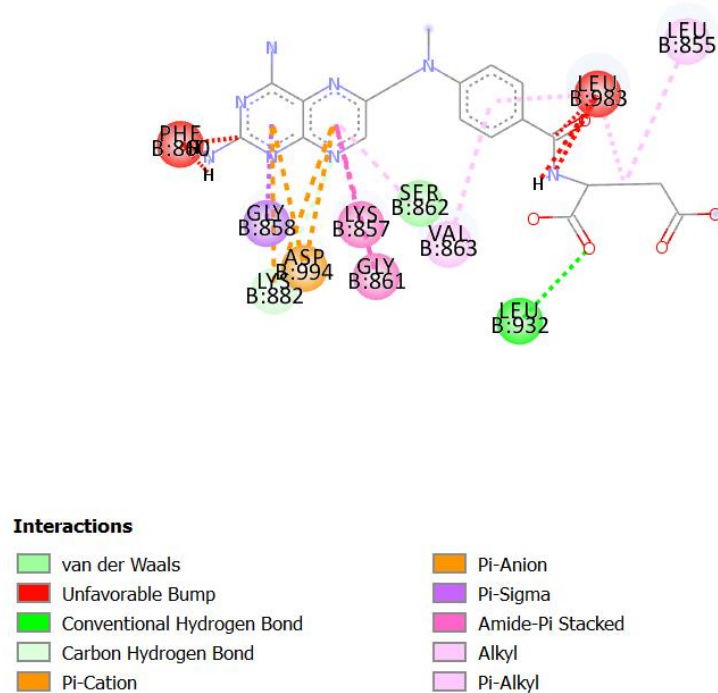 LEU
B:855
N
N
LEU
B:983
N
N
O
PHE
B:860
H
N
N
N
N
H
H
SER
B:862
GLY
B:858
LYS
B:857
VAL
B:863
O
O
O
O
ASP
B:994
LYS
B:882
GLY
B:861
LEU
B:932
Interactions
van der Waals
Unfavorable Bump
Conventional Hydrogen Bond
Carbon Hydrogen Bond
Pi-Cation
Pi-Anion
Pi-Sigma
Amide-Pi Stacked
Alkyl
Pi-Alkyl